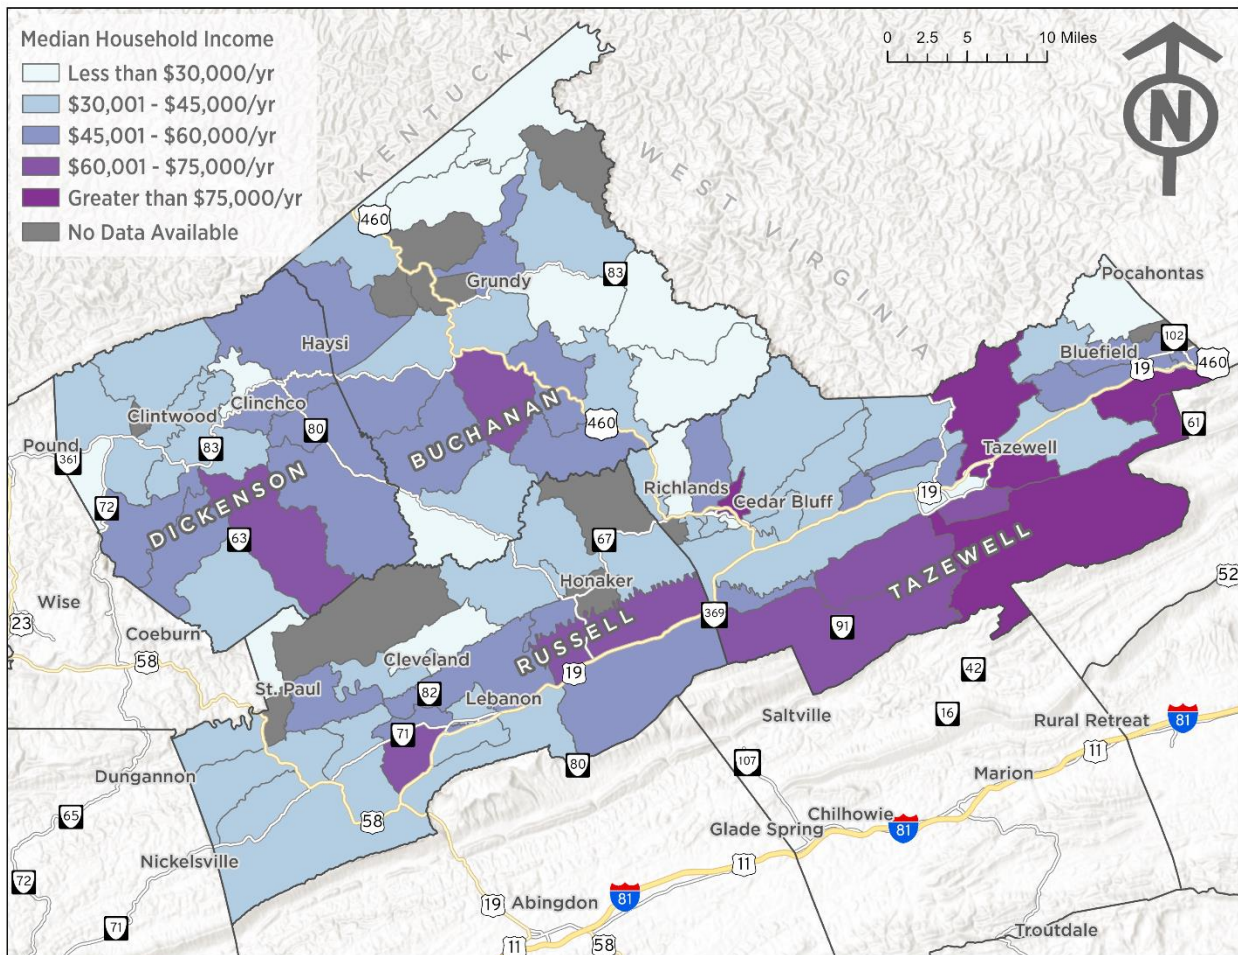 Median Household Income
Less than $30,000/yr
$30,001 - $45,000/yr
$45,001 - $60,000/yr
$60,001 - $75,000/yr
Greater than $75,000/yr
No Data Available
0 2.5 5 10 Miles
N
KENTUCKY
WEST VIRGINIA
460
Grundy
83
Pocahontas
102
Bluefield
19
460
Haysi
61
Clintwood
Clinchco
80
83
BUCHANAN
460
Tazewell
Pound
361
Richlands
Cedar Bluff
19
72
DICKENSON
63
67
TAZEWELL
Honaker
52
Wise
23
Coeburn
58
RUSSELL
369
91
Cleveland
19
42
St. Paul
82
Lebanon
16
Saltville
Rural Retreat
81
71
80
107
11
Dungannon
Marion
65
58
Chilhowie
81
Glade Spring
11
Nickelsville
72
81
19
Abingdon
71
11
58
Troutdale